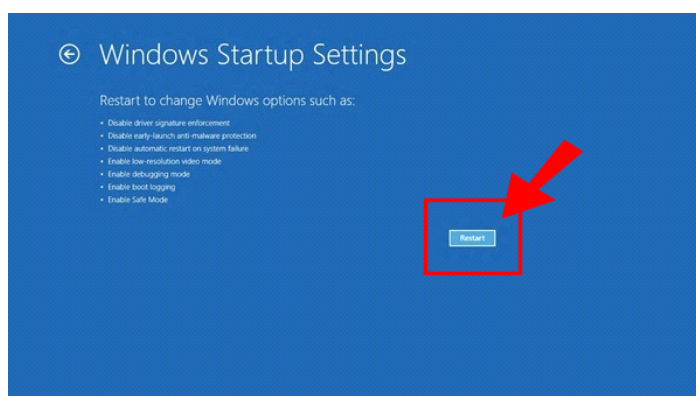 Windows Startup Settings
Restart to change Windows options such as:
• Disable driver signature enforcement
• Disable early-launch anti-malware protection
• Disable automatic restart on system failure
• Enable low-resolution video mode
• Enable debugging mode
• Enable boot logging
• Enable Safe Mode
Restart